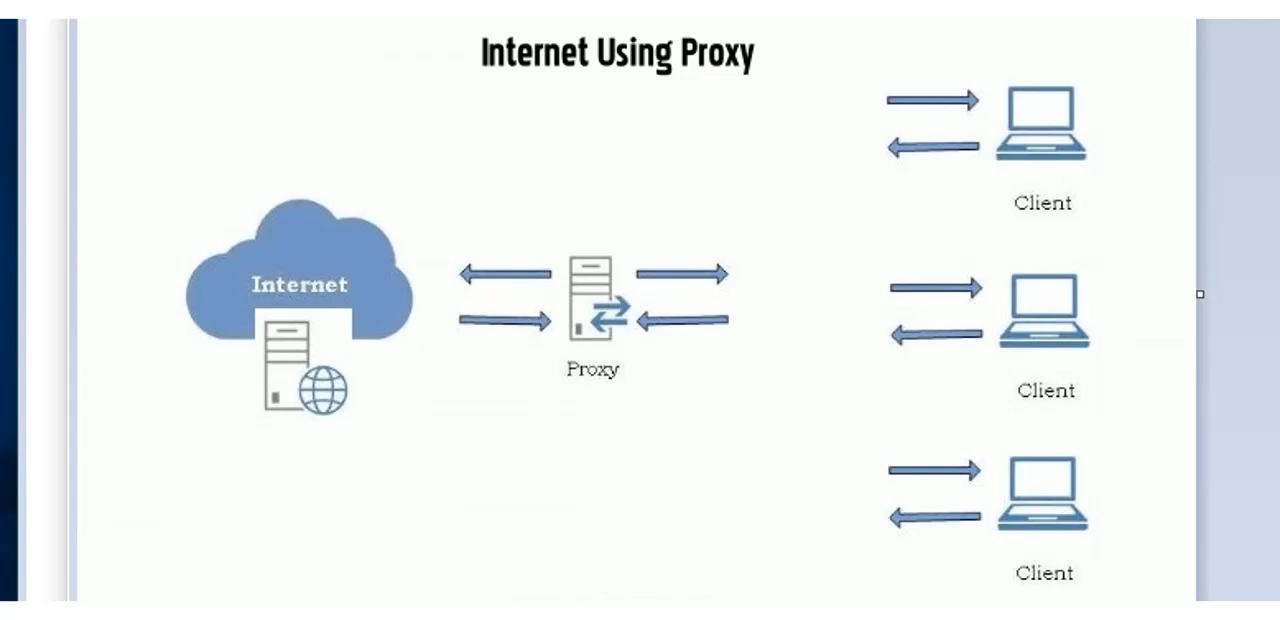 Internet Using Proxy
Client
Internet
Proxy
Client
Client